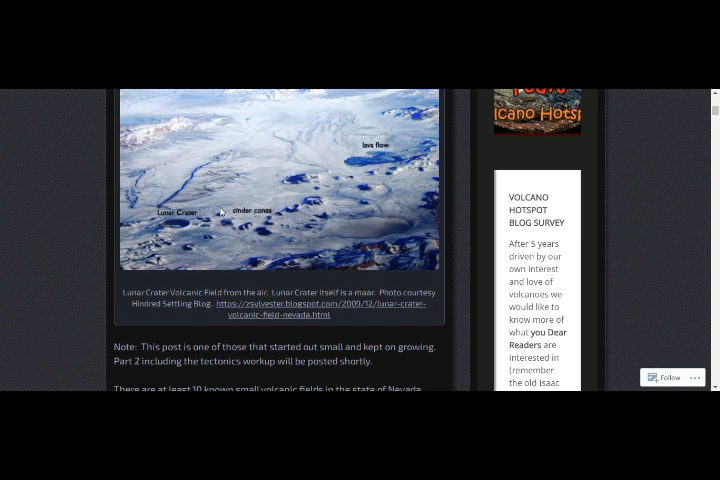 Tours
lcano Hotsp
lava flow
Lunar Crater
cinder cones
Lunar Crater Volcanic Field from the air. Lunar Crater itself is a maar. Photo courtesy
Hindred Settling Blog. https://zsylvester.blogspot.com/2009/12/lunar-crater-
volcanic-field-nevada.html
Note: This post is one of those that started out small and kept on growing.
Part 2 including the tectonics workup will be posted shortly.
There are at least 10 known small volcanic fields in the state of Nevada
VOLCANO
HOTSPOT
BLOG SURVEY
After 5 years
driven by our
own interest
and love of
volcanoes we
would like to
know more of
what you Dear
Readers are
interested in
(remember
the old Isaac
Follow